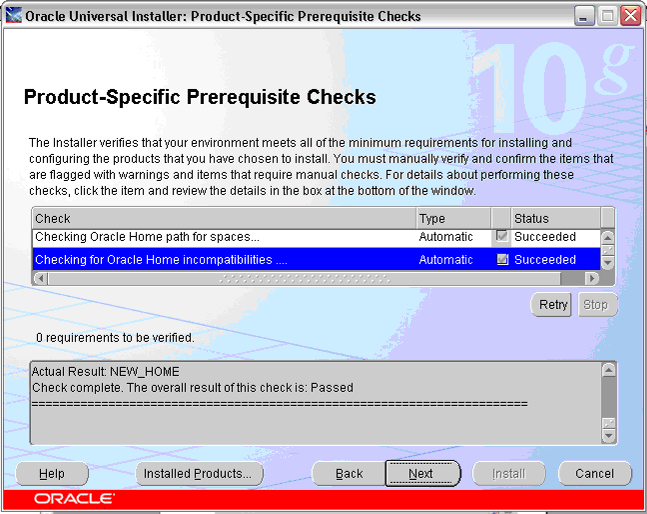 Oracle Universal Installer: Product-Specific Prerequisite Checks
10g
Product-Specific Prerequisite Checks
The Installer verifies that your environment meets all of the minimum requirements for installing and
configuring the products that you have chosen to install. You must manually verify and confirm the items that
are flagged with warnings and items that require manual checks. For details about performing these
checks, click the item and review the details in the box at the bottom of the window.
Check Type Status
Checking Oracle Home path for spaces... Automatic Succeeded
Checking for Oracle Home incompatibilities .... Automatic Succeeded
Retry Stop
0 requirements to be verified.
Actual Result: NEW_HOME
Check complete. The overall result of this check is: Passed
=======================================================================
Help Installed Products... Back Next Install Cancel
ORACLE